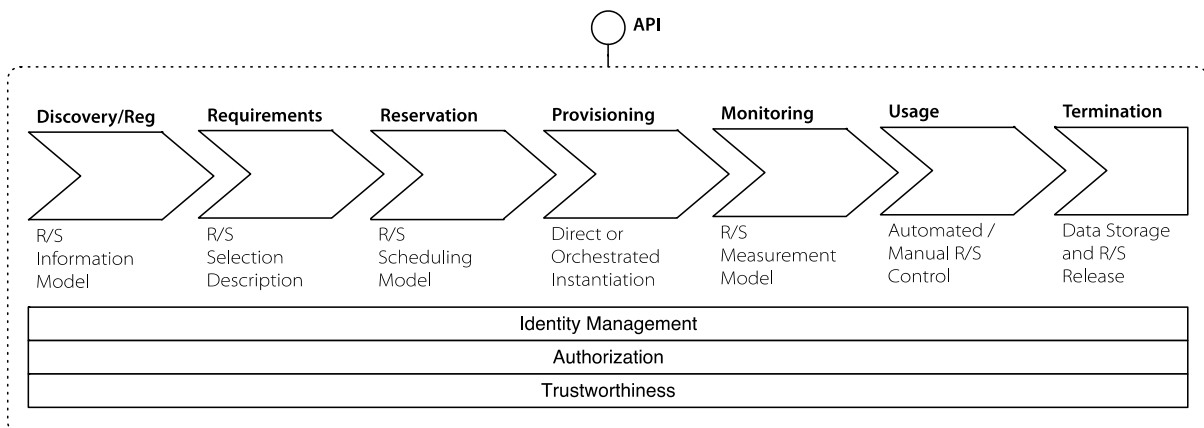 API
Discovery/Reg
Requirements
Reservation
Provisioning
Monitoring
Usage
Termination
R/S
Information
Model
R/S
Selection
Description
R/S
Scheduling
Model
Direct or
Orchestrated
Instantiation
R/S
Measurement
Model
Automated /
Manual R/S
Control
Data Storage
and R/S
Release
Identity Management
Authorization
Trustworthiness